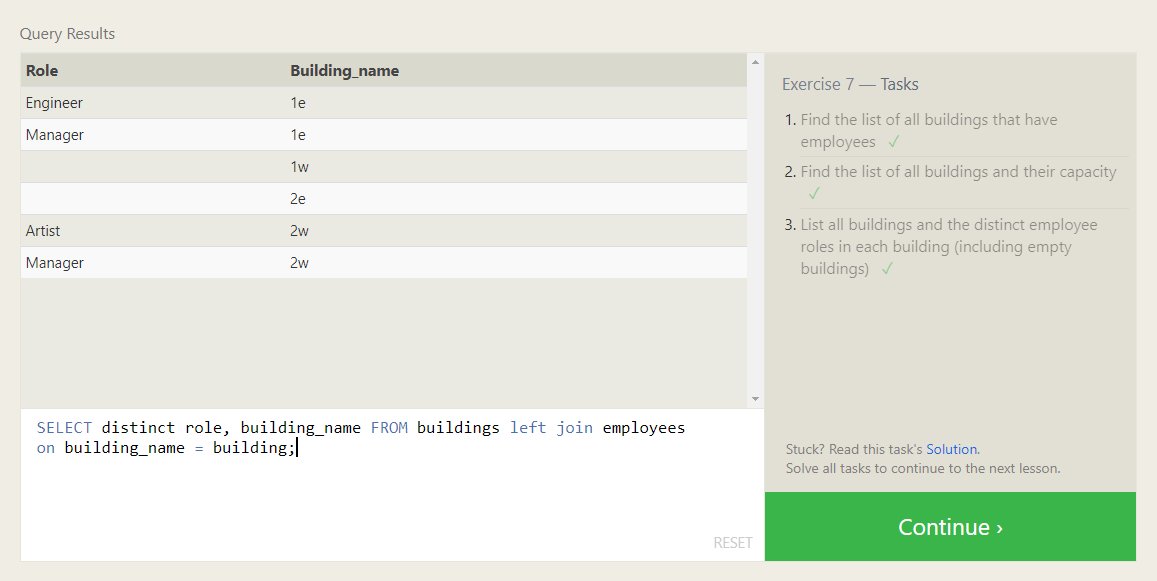 Query Results
Role Building_name
Engineer 1e
Manager 1e
1w
2e
Artist 2w
Manager 2w
SELECT distinct role, building_name FROM buildings left join employees
on building_name = building;
RESET
Exercise 7 — Tasks
1. Find the list of all buildings that have
employees ✓
2. Find the list of all buildings and their capacity
✓
3. List all buildings and the distinct employee
roles in each building (including empty
buildings) ✓
Stuck? Read this task's Solution.
Solve all tasks to continue to the next lesson.
Continue ›